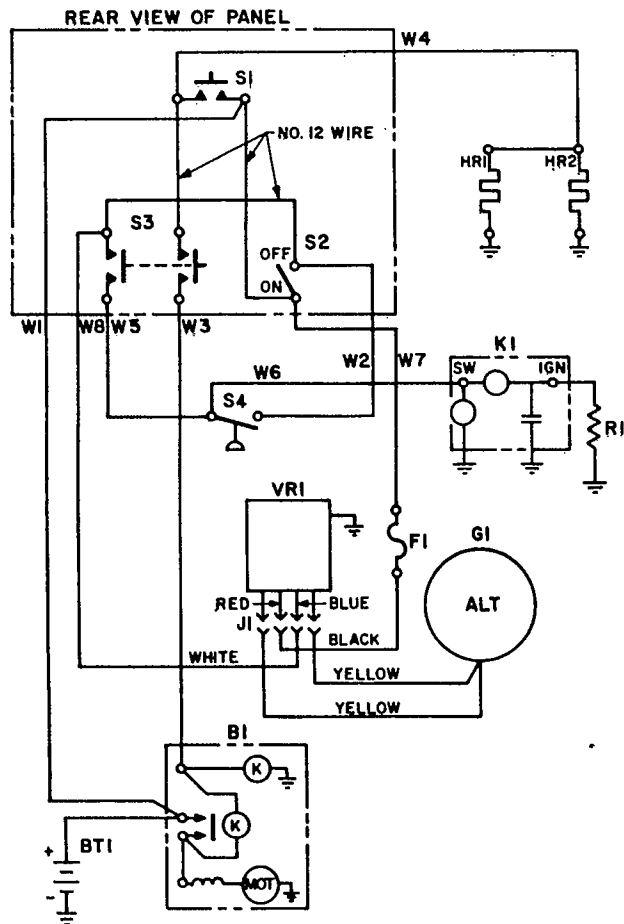 REAR VIEW OF PANEL
W4
S1
NO. 12 WIRE
HR1
HR2
S3
S2
OFF
ON
W1
W8
W5
W3
W2
W7
K1
W6
SW
IGN
S4
R1
VR1
F1
G1
RED
BLUE
J1
ALT
BLACK
WHITE
YELLOW
YELLOW
B1
K
K
+
BT1
-
MOT